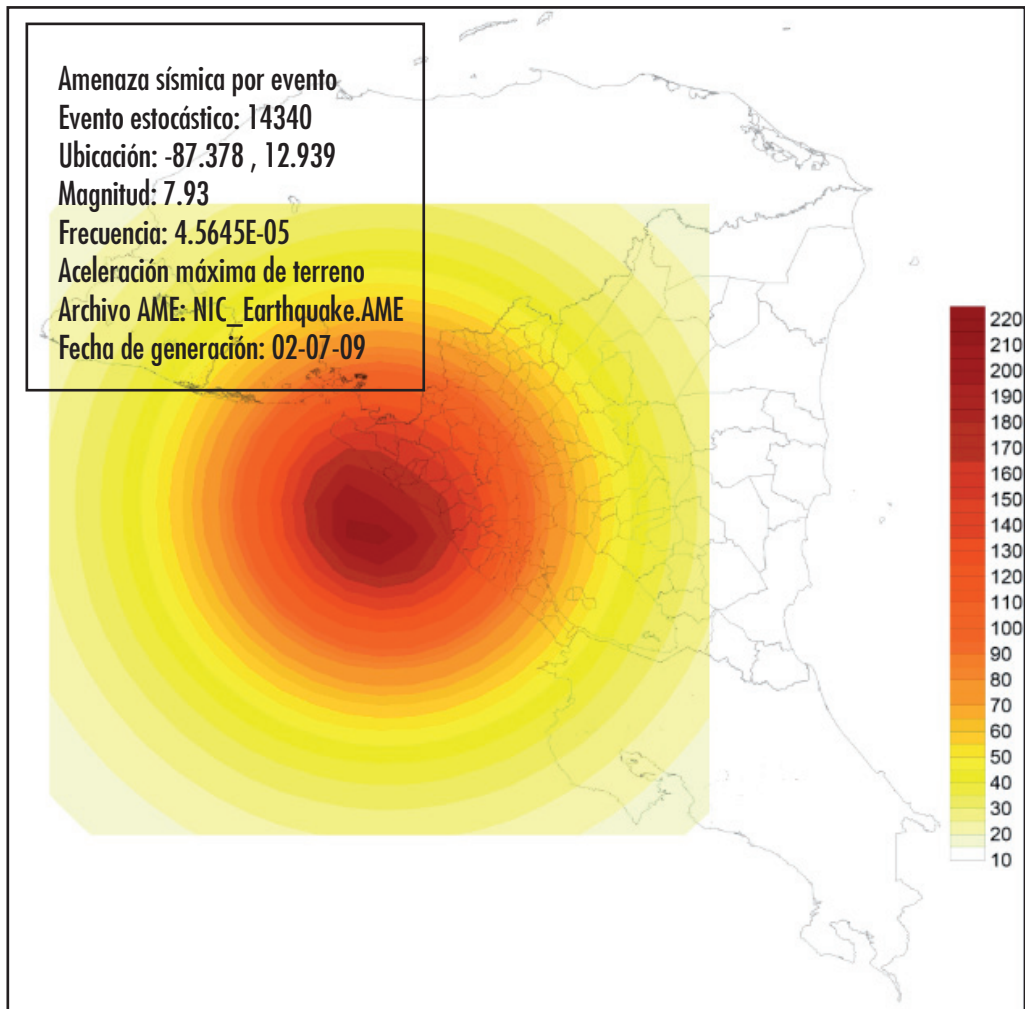 Amenaza sísmica por evento
Evento estocástico: 14340
Ubicación: -87.378 , 12.939
Magnitud: 7.93
Frecuencia: 4.5645E-05
Aceleración máxima de terreno
Archivo AME: NIC_Earthquake.AME
Fecha de generación: 02-07-09
220
210
200
190
180
160
150
140
130
120
110
100
90
80
70
60
50
40
30
20
10